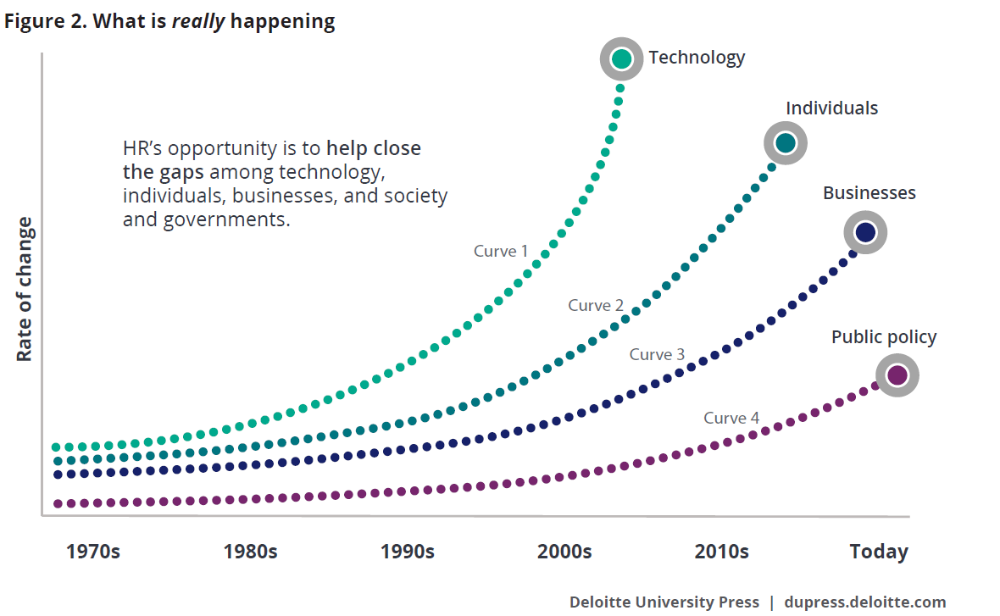 Figure 2. What is really happening
Technology
Individuals
HR’s opportunity is to help close
the gaps among technology,
individuals, businesses, and society
and governments.
Businesses
Rate of change
Curve 1
Curve 2
Public policy
Curve 3
Curve 4
1970s 1980s 1990s 2000s 2010s Today
Deloitte University Press | dupress.deloitte.com